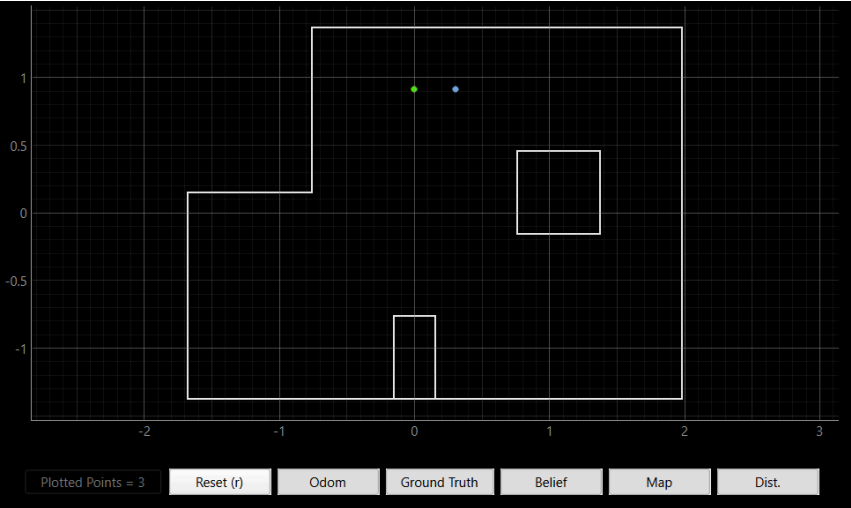 1
0.5
0
-0.5
-1
-2 -1 0 1 2 3
Plotted Points = 3 Reset (r) Odom Ground Truth Belief Map Dist.